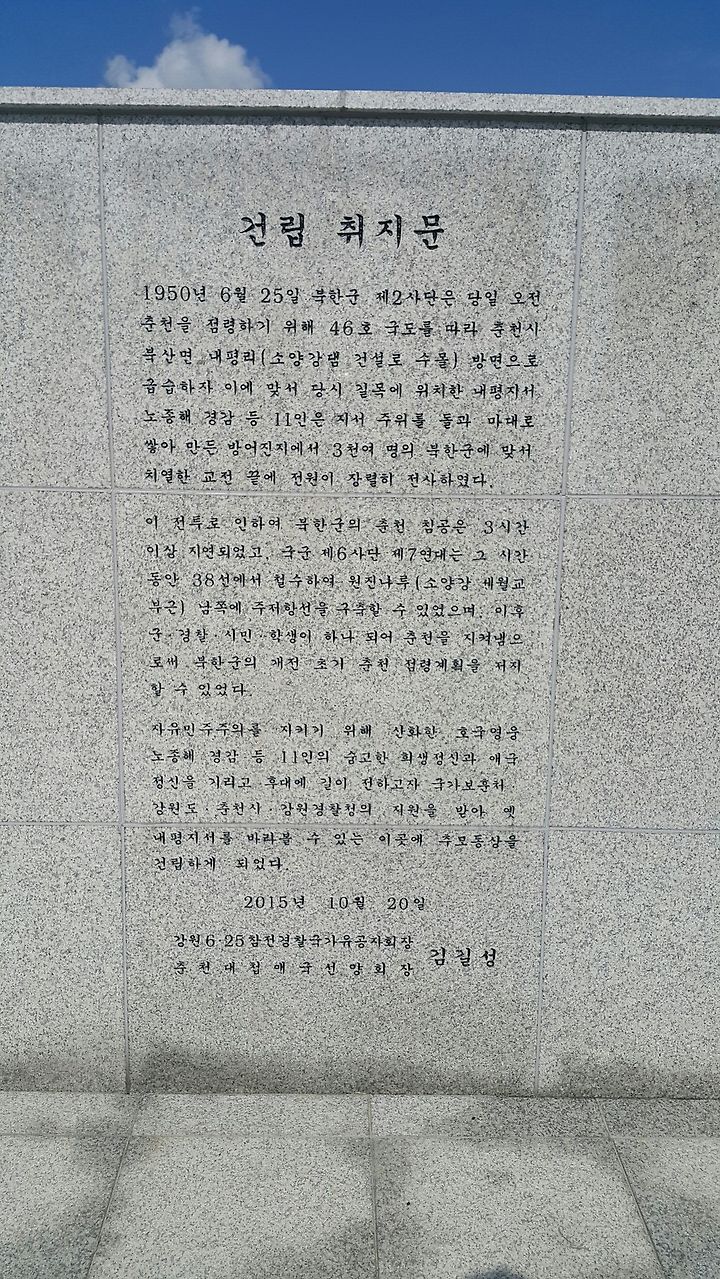 건립 취지문
1950년 6월 25일 북한군 제2사단은 당일 오전
춘천을 점령하기 위해 46호 국도를 따라 춘천시
북산면 내평리(소양강댐 건설로 수몰) 방면으로
급습하자 이에 맞서 당시 길목에 위치한 내평지서
노종해 경감 등 11인은 지서 주위를 돌과 마대로
쌓아 만든 방어진지에서 3천여 명의 북한군에 맞서
치열한 교전 끝에 전원이 장렬히 전사하였다.
이 전투로 인하여 북한군의 춘천 침공은 3시간
이상 지연되었고, 국군 제6사단 제7연대는 그 시간
동안 38선에서 철수하여 원진나루(소양강 세월교
부근) 남쪽에 주저항선을 구축할 수 있었으며, 이후
군·경찰·시민·학생이 하나 되어 춘천을 지켜냄으
로써 북한군의 개전 초기 춘천 점령계획을 저지
할 수 있었다.
자유민주주의를 지키기 위해 산화한 호국영웅
노종해 경감 등 11인의 숭고한 희생정신과 애국
정신을 기리고 후대에 길이 전하고자 국가보훈처
강원도·춘천시·강원경찰청의 지원을 받아 옛
내평지서를 바라볼 수 있는 이곳에 추모동상을
건립하게 되었다.
2015년 10월 20일
강원6·25참전경찰국가유공자회장
춘천대첩애국선양회장 김길성